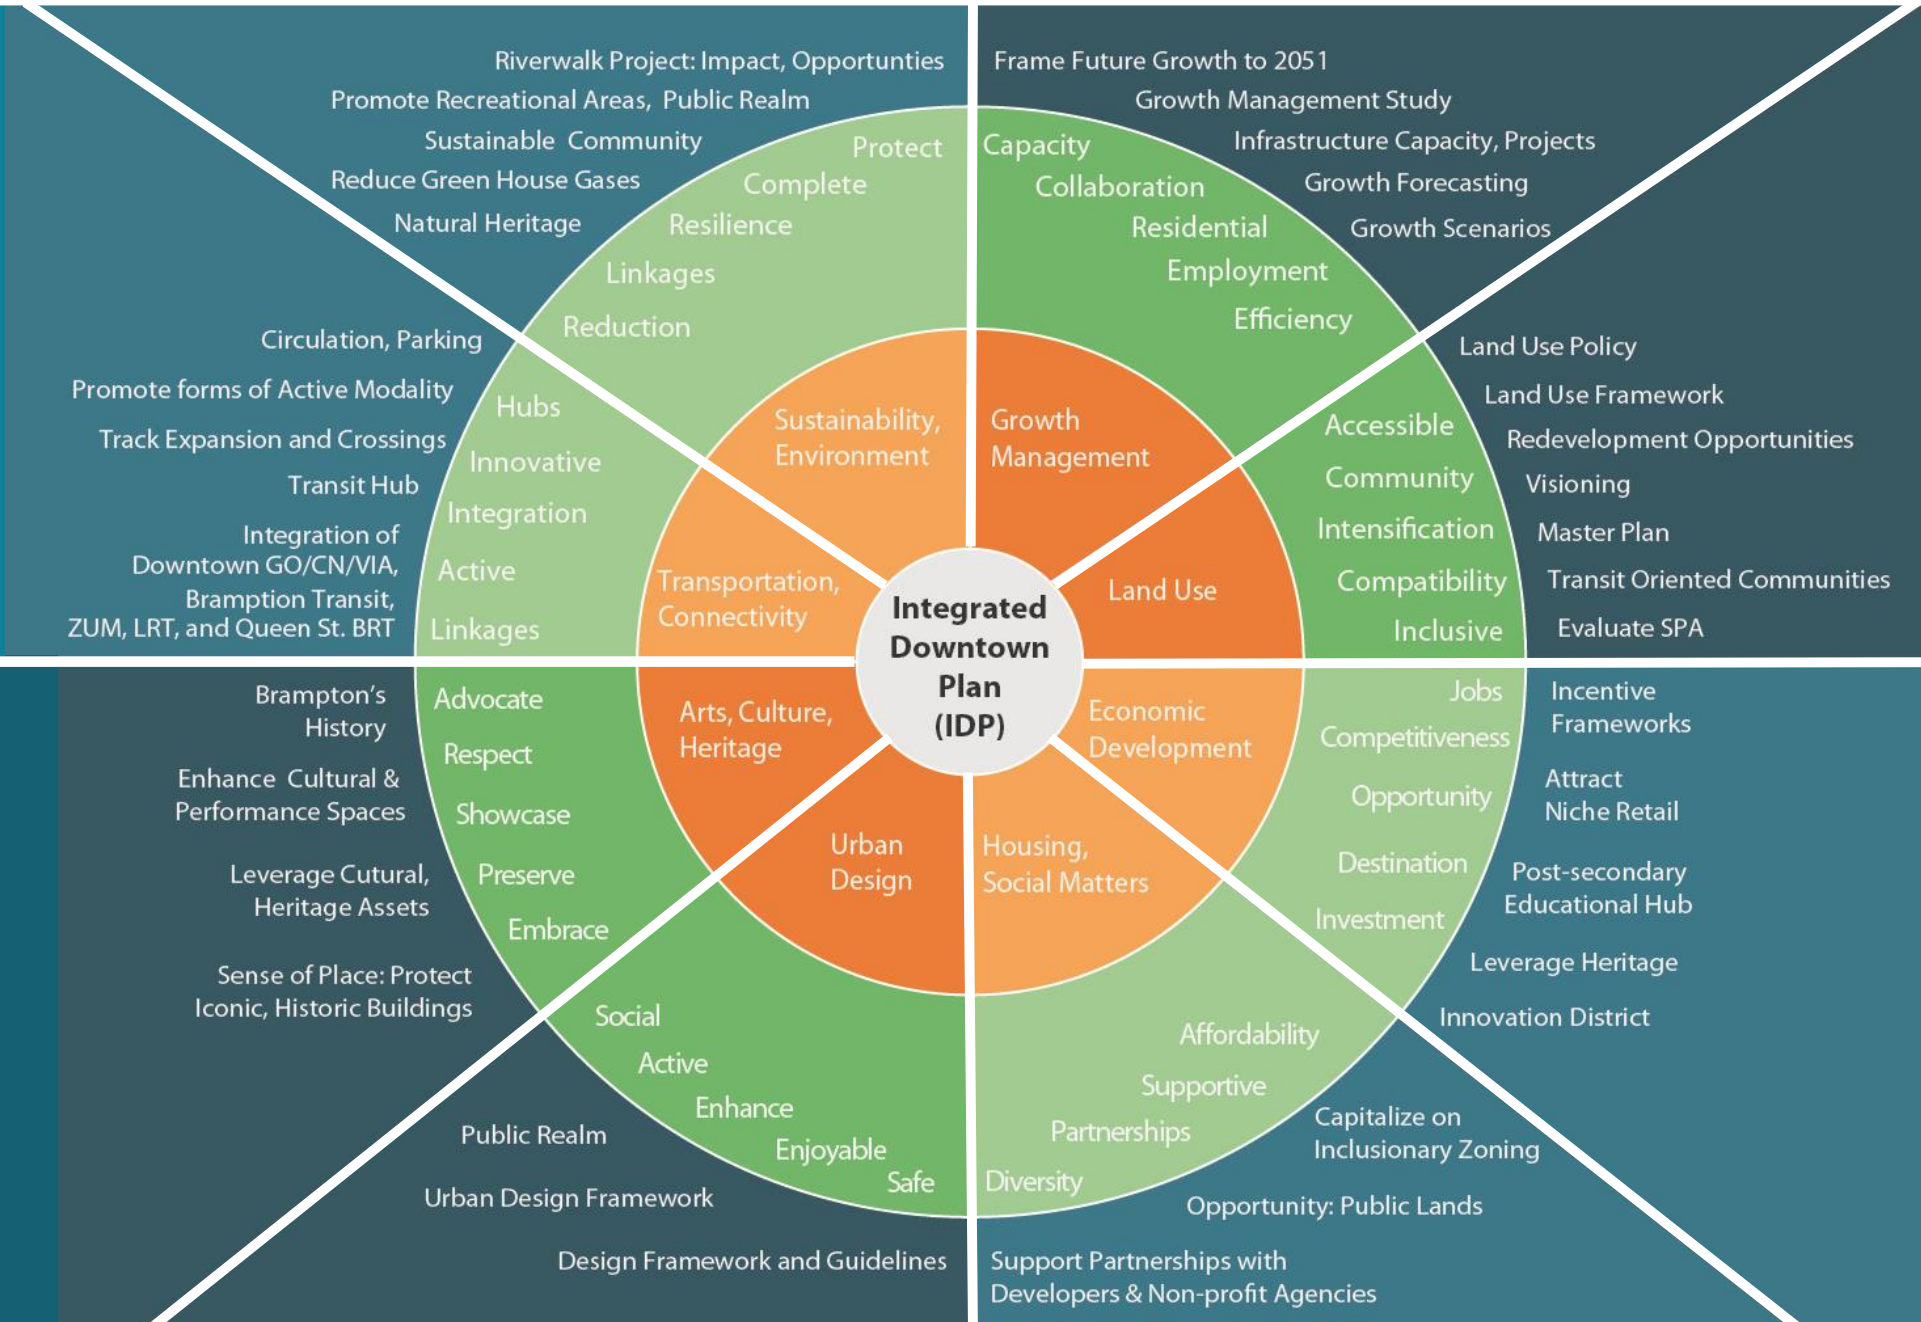 Integrated
Downtown
Plan
(IDP)
Growth
Management
Capacity
Collaboration
Residential
Employment
Efficiency
Frame Future Growth to 2051
Growth Management Study
Infrastructure Capacity, Projects
Growth Forecasting
Growth Scenarios
Land Use
Accessible
Community
Intensification
Compatibility
Inclusive
Land Use Policy
Land Use Framework
Redevelopment Opportunities
Visioning
Master Plan
Transit Oriented Communities
Evaluate SPA
Economic
Development
Jobs
Competitiveness
Opportunity
Destination
Investment
Incentive
Frameworks
Attract
Niche Retail
Post-secondary
Educational Hub
Leverage Heritage
Innovation District
Housing,
Social Matters
Affordability
Supportive
Partnerships
Diversity
Capitalize on
Inclusionary Zoning
Opportunity: Public Lands
Support Partnerships with
Developers & Non-profit Agencies
Urban
Design
Social
Active
Enhance
Enjoyable
Safe
Public Realm
Urban Design Framework
Design Framework and Guidelines
Arts, Culture,
Heritage
Advocate
Respect
Showcase
Preserve
Embrace
Brampton's
History
Enhance Cultural &
Performance Spaces
Leverage Cutural,
Heritage Assets
Sense of Place: Protect
Iconic, Historic Buildings
Transportation,
Connectivity
Hubs
Innovative
Integration
Active
Linkages
Circulation, Parking
Promote forms of Active Modality
Track Expansion and Crossings
Transit Hub
Integration of
Downtown GO/CN/VIA,
Bramption Transit,
ZUM, LRT, and Queen St. BRT
Sustainability,
Environment
Protect
Complete
Resilience
Linkages
Reduction
Riverwalk Project: Impact, Opportunties
Promote Recreational Areas, Public Realm
Sustainable Community
Reduce Green House Gases
Natural Heritage